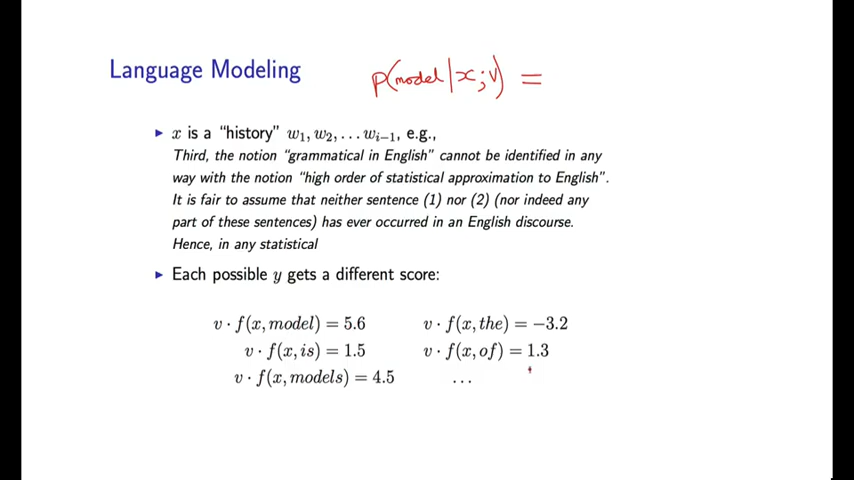 Language Modeling
p(model|x;v) =
▶ x is a "history" w₁, w₂, . . . wᵢ₋₁, e.g.,
Third, the notion "grammatical in English" cannot be identified in any
way with the notion "high order of statistical approximation to English".
It is fair to assume that neither sentence (1) nor (2) (nor indeed any
part of these sentences) has ever occurred in an English discourse.
Hence, in any statistical
▶ Each possible y gets a different score:
v · f(x, model) = 5.6 v · f(x, the) = −3.2
v · f(x, is) = 1.5 v · f(x, of) = 1.3
v · f(x, models) = 4.5 . . .